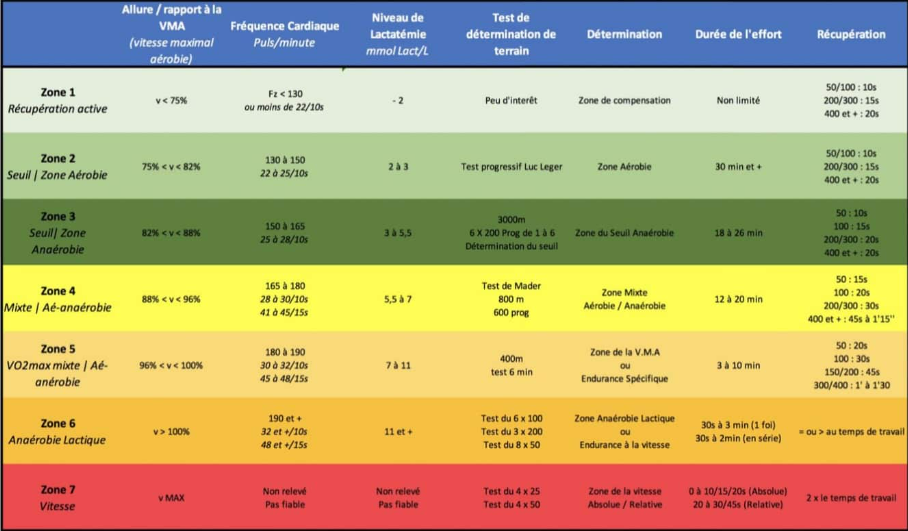 Allure / rapport à la
VMA
(vitesse maximal
aérobie)
Fréquence Cardiaque
Puls/minute
Niveau de
Lactatémie
mmol Lact/L
Test de
détermination de
terrain
Détermination
Durée de l'effort
Récupération
Zone 1
Récupération active
v < 75%
Fz < 130
ou moins de 22/10s
- 2
Peu d'interêt
Zone de compensation
Non limité
50/100 : 10s
200/300 : 15s
400 et + : 20s
Zone 2
Seuil | Zone Aérobie
75% < v < 82%
130 à 150
22 à 25/10s
2 à 3
Test progressif Luc Leger
Zone Aérobie
30 min et +
50/100 : 10s
200/300 : 15s
400 et + : 20s
Zone 3
Seuil| Zone
Anaérobie
82% < v < 88%
150 à 165
25 à 28/10s
3 à 5,5
3000m
6 X 200 Prog de 1 à 6
Détermination du seuil
Zone du Seuil Anaérobie
18 à 26 min
50 : 10s
100 : 15s
200/300 : 20s
400 et + : 20s
Zone 4
Mixte | Aé-anaérobie
88% < v < 96%
165 à 180
28 à 30/10s
41 à 45/15s
5,5 à 7
Test de Mader
800 m
600 prog
Zone Mixte
Aérobie / Anaérobie
12 à 20 min
50 : 15s
100 : 20s
200/300 : 30s
400 et + : 45s à 1'15''
Zone 5
VO2max mixte | Aé-
anérobie
96% < v < 100%
180 à 190
30 à 32/10s
45 à 48/15s
7 à 11
400m
test 6 min
Zone de la V.M.A
ou
Endurance Spécifique
3 à 10 min
50 : 20s
100 : 30s
150/200 : 45s
300/400 : 1' à 1'30
Zone 6
Anaérobie Lactique
v > 100%
190 et +
32 et +/10s
48 et +/15s
11 et +
Test du 6 x 100
Test du 3 x 200
Test du 8 x 50
Zone Anaérobie Lactique
ou
Endurance à la vitesse
30s à 3 min (1 foi)
30s à 2min (en série)
= ou > au temps de travail
Zone 7
Vitesse
v MAX
Non relevé
Pas fiable
Non relevé
Pas fiable
Test du 4 x 25
Test du 4 x 50
Zone de la vitesse
Absolue / Relative
0 à 10/15/20s (Absolue)
20 à 30/45s (Relative)
2 x le temps de travail